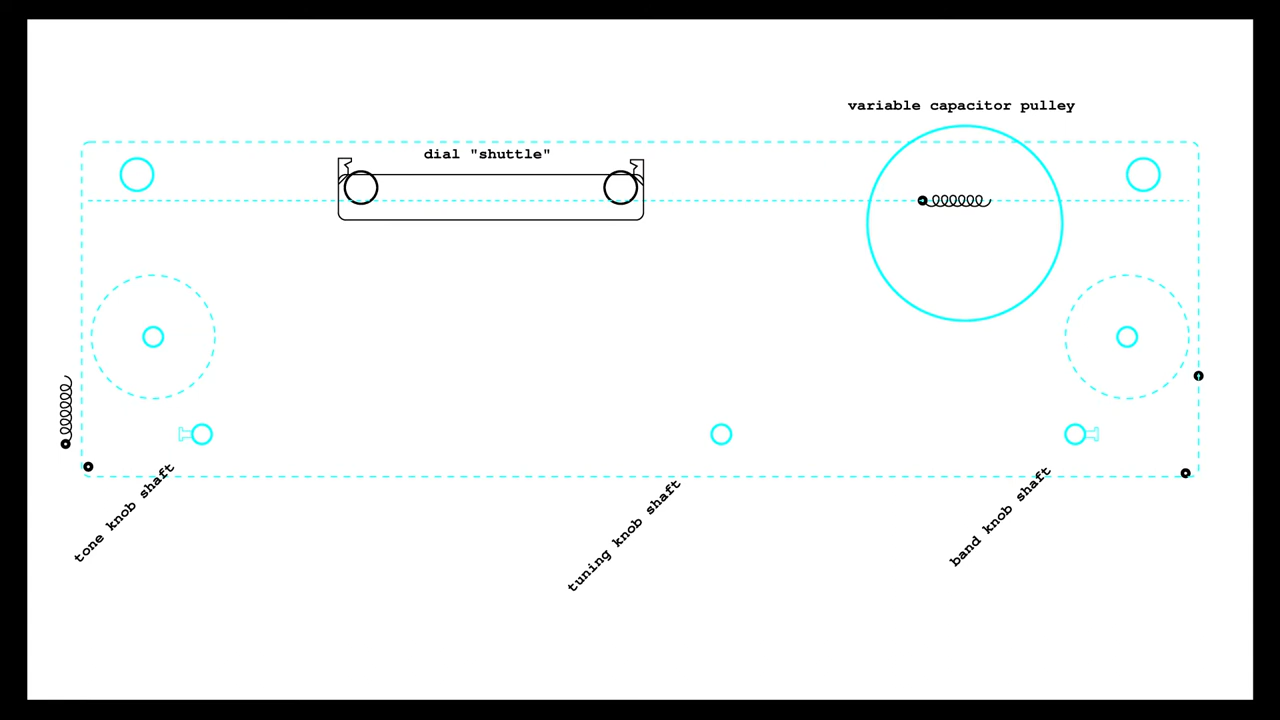 variable capacitor pulley
dial "shuttle"
tone knob shaft
tuning knob shaft
band knob shaft